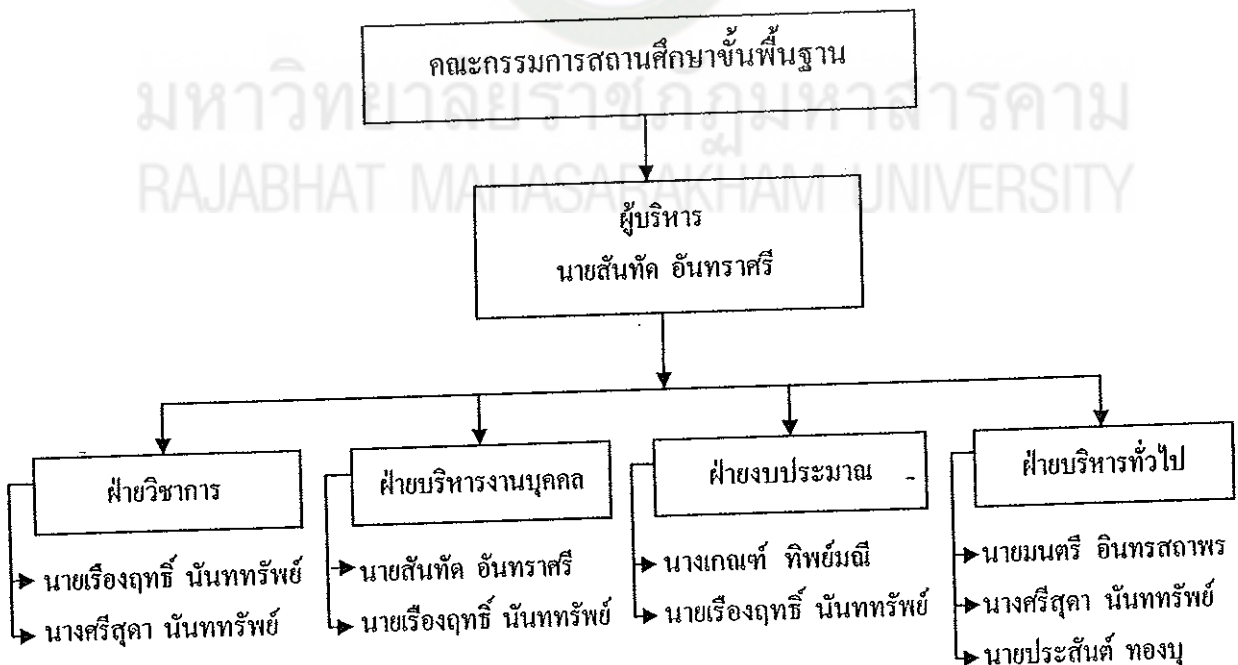 คณะกรรมการสถานศึกษาขั้นพื้นฐาน
มหาวิทยาลัยราชภัฏมหาสารคาม
RAJABHAT MAHASARAKHAM UNIVERSITY
ผู้บริหาร
นายสันทัด อันทราศรี
ฝ่ายวิชาการ
นายเรืองฤทธิ์ นันททรัพย์
นางศรีสุดา นันททรัพย์
ฝ่ายบริหารงานบุคคล
นายสันทัด อันทราศรี
นายเรืองฤทธิ์ นันททรัพย์
ฝ่ายงบประมาณ
นางเกณฑ์ ทิพย์มณี
นายเรืองฤทธิ์ นันททรัพย์
ฝ่ายบริหารทั่วไป
นายมนตรี อินทรสถาพร
นางศรีสุดา นันททรัพย์
นายประสันต์ ทองบุ